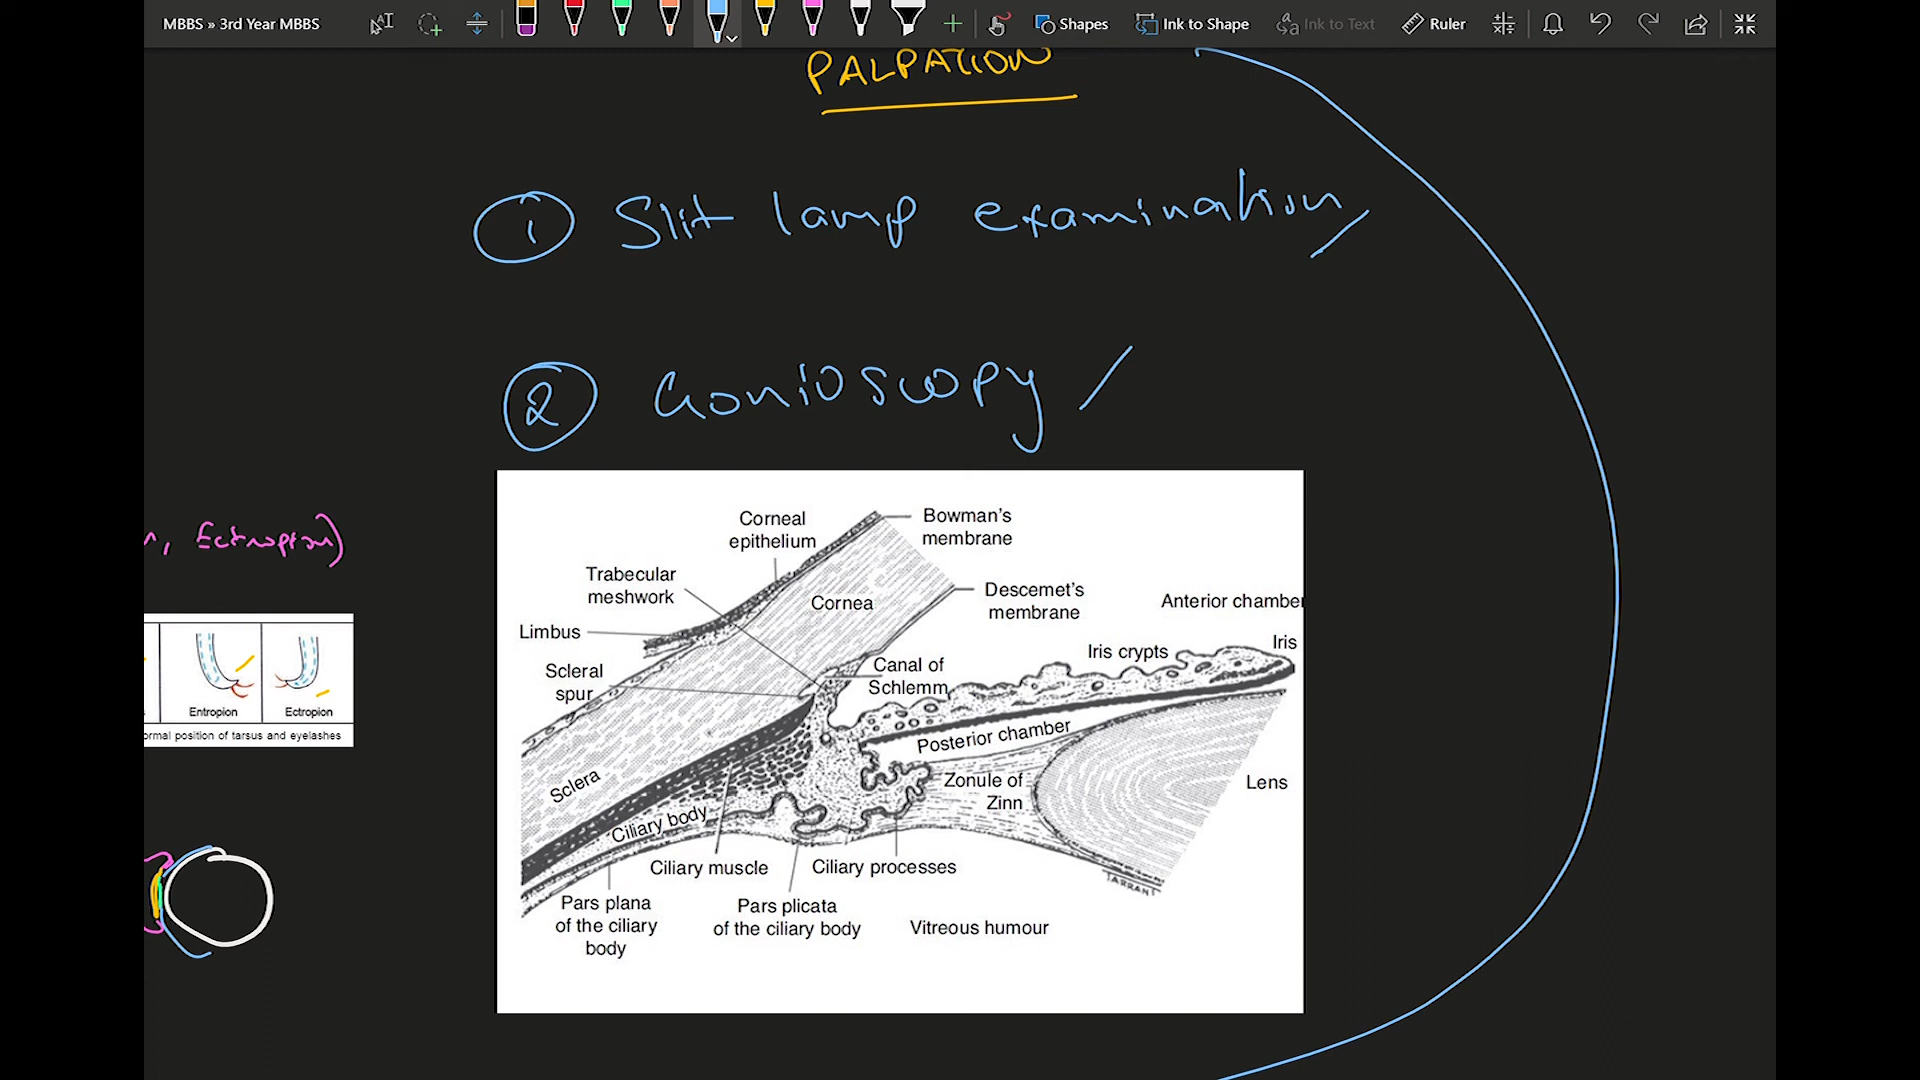 MBBS » 3rd Year MBBS
Shapes
Ink to Shape
Ink to Text
Ruler
PALPATION
1 Slit lamp examination
2 Gonioscopy
, Ectropion)
Entropion
Ectropion
ormal position of tarsus and eyelashes
Corneal
epithelium
Bowman's
membrane
Trabecular
meshwork
Cornea
Descemet's
membrane
Anterior chamber
Limbus
Iris
Iris crypts
Scleral
spur
Canal of
Schlemm
Posterior chamber
Sclera
Zonule of
Zinn
Lens
Ciliary body
Ciliary muscle
Ciliary processes
TARRANT
Pars plana
of the ciliary
body
Pars plicata
of the ciliary body
Vitreous humour